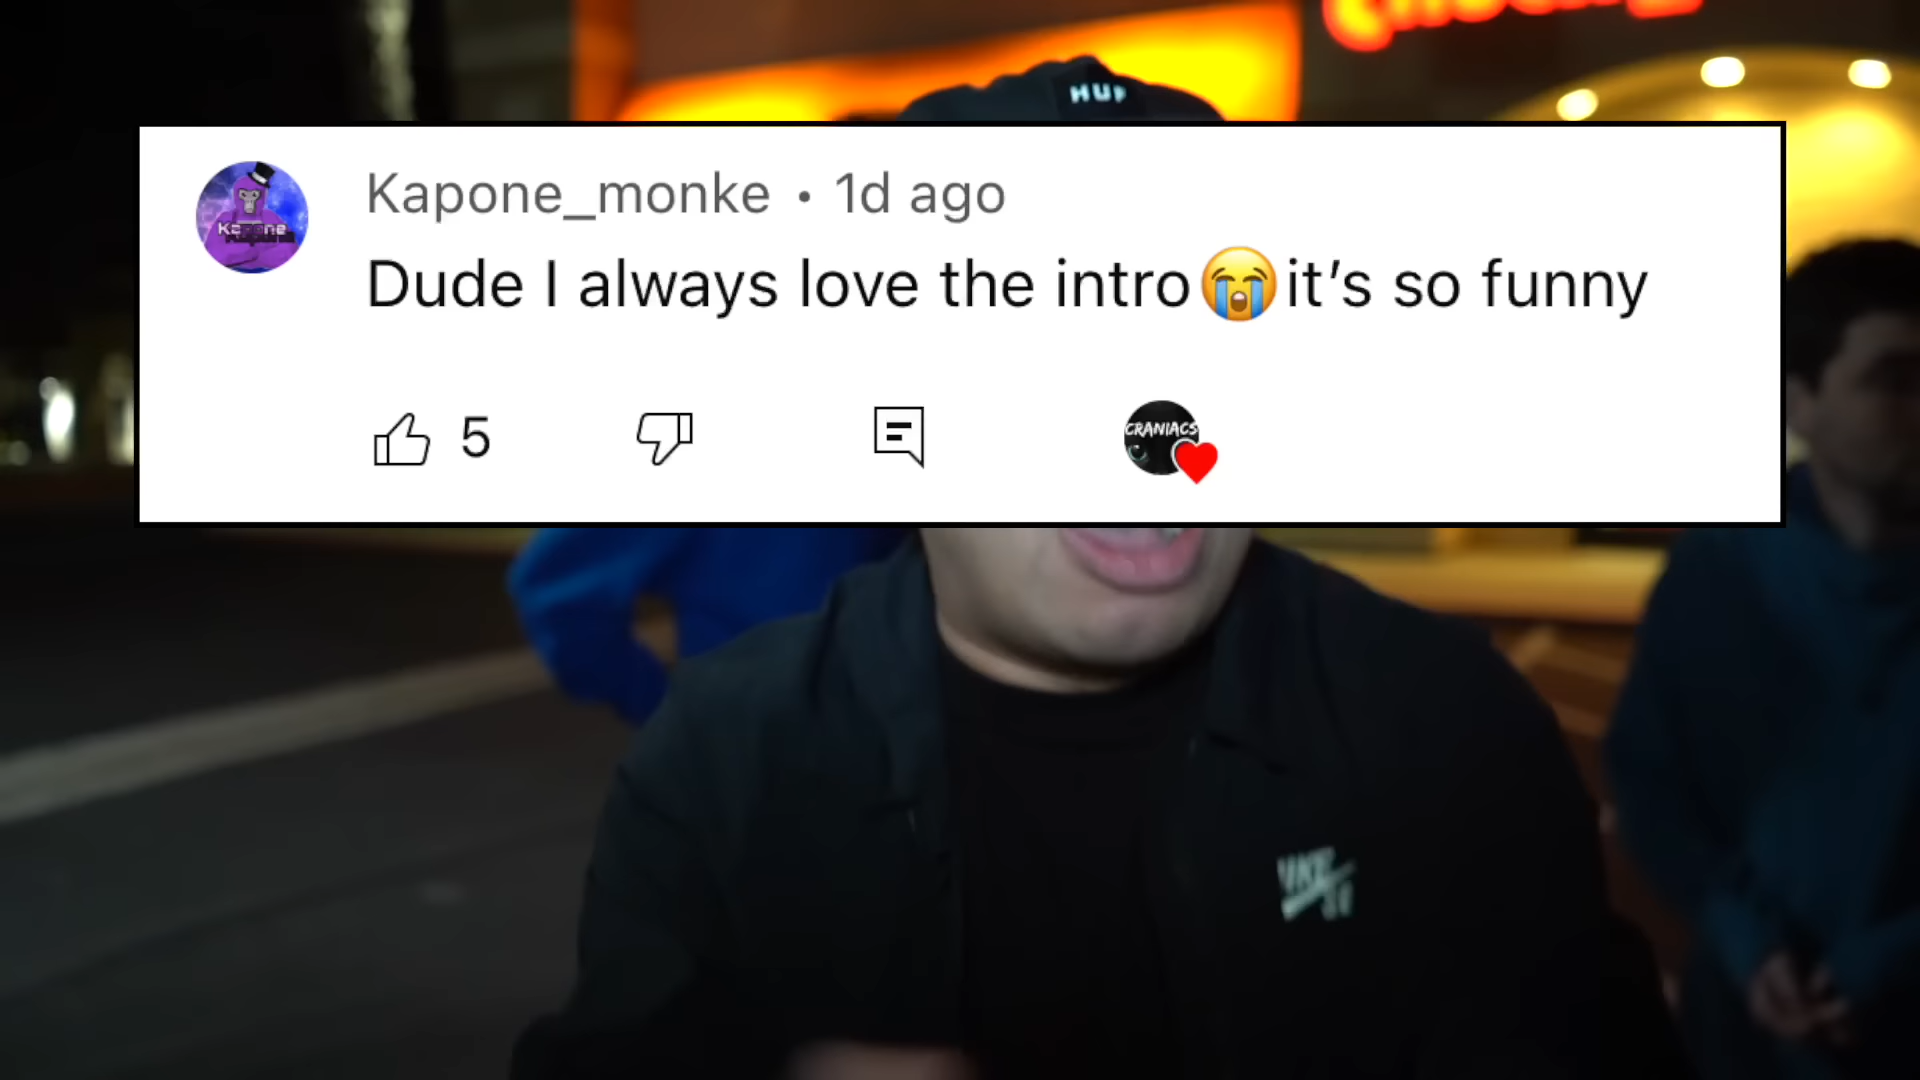 HUF
Kapone_monke • 1d ago
Dude I always love the intro😭it's so funny
5
CRANIACS